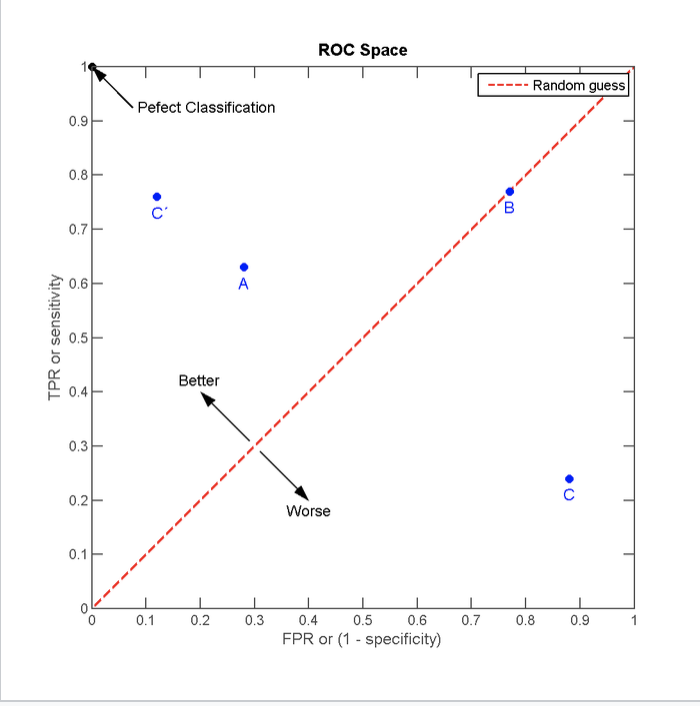 ROC Space
Random guess
Pefect Classification
C´
B
A
Better
Worse
C
TPR or sensitivity
1
0.9
0.8
0.7
0.6
0.5
0.4
0.3
0.2
0.1
0
0 0.1 0.2 0.3 0.4 0.5 0.6 0.7 0.8 0.9 1
FPR or (1 - specificity)